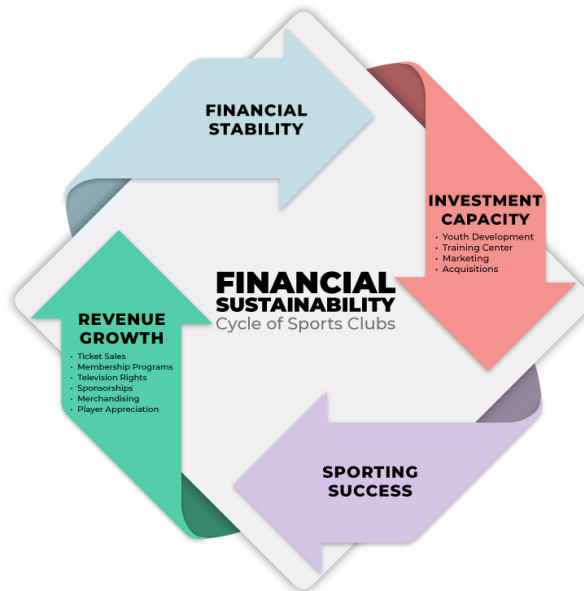 FINANCIAL
STABILITY
INVESTMENT
CAPACITY
• Youth Development
• Training Center
• Marketing
• Acquisitions
FINANCIAL
SUSTAINABILITY
Cycle of Sports Clubs
REVENUE
GROWTH
• Ticket Sales
• Membership Programs
• Television Rights
• Sponsorships
• Merchandising
• Player Appreciation
SPORTING
SUCCESS